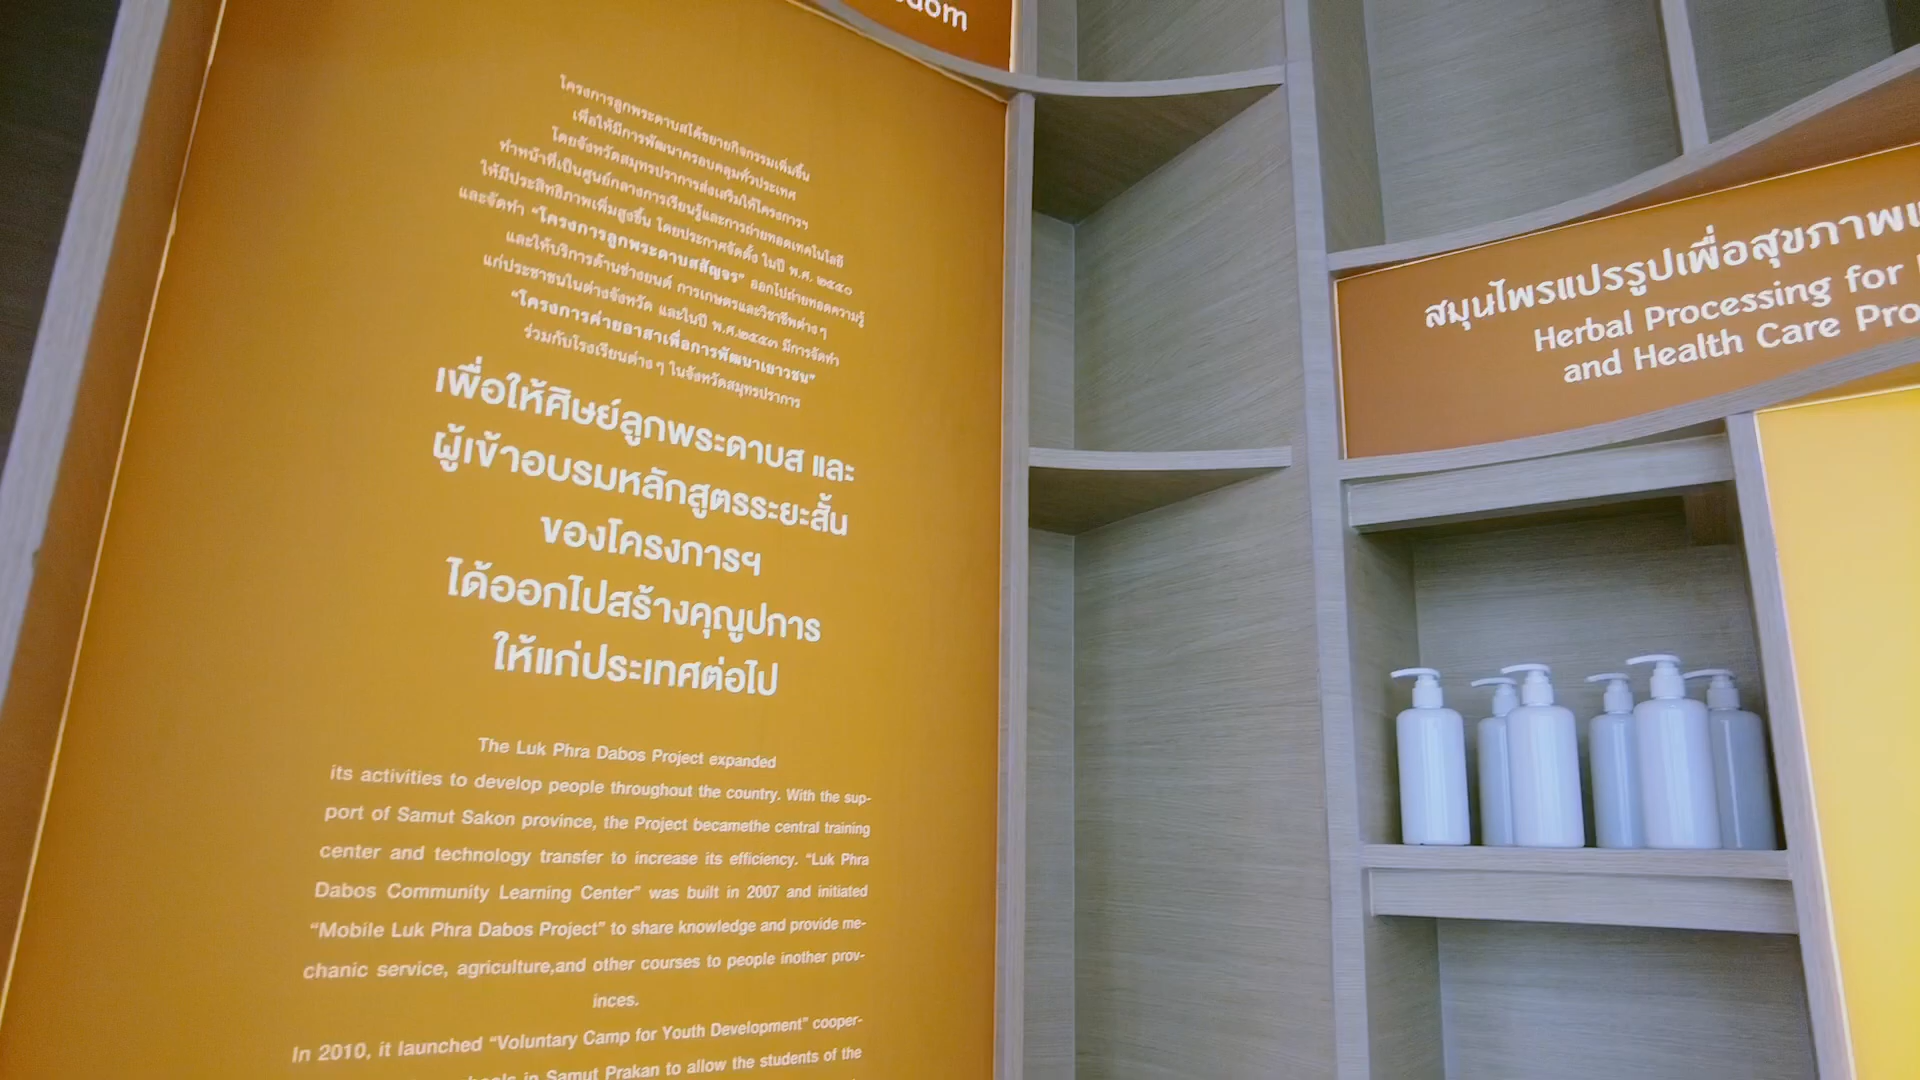 โครงการลูกพระดาบสได้ขยายกิจกรรมเพิ่มขึ้น
เพื่อให้มีการพัฒนาครอบคลุมทั่วประเทศ
โดยจังหวัดสมุทรปราการส่งเสริมให้โครงการฯ
ทำหน้าที่เป็นศูนย์กลางการเรียนรู้และการถ่ายทอดเทคโนโลยี
ให้มีประสิทธิภาพเพิ่มสูงขึ้น โดยประกาศจัดตั้ง ในปี พ.ศ. ๒๕๕๐
และจัดทำ "โครงการลูกพระดาบสสัญจร" ออกไปถ่ายทอดความรู้
และให้บริการด้านช่างยนต์ การเกษตรและวิชาชีพต่างๆ
แก่ประชาชนในต่างจังหวัด และในปี พ.ศ.๒๕๕๓ มีการจัดทำ
"โครงการค่ายอาสาเพื่อการพัฒนาเยาวชน"
ร่วมกับโรงเรียนต่าง ๆ ในจังหวัดสมุทรปราการ
เพื่อให้ศิษย์ลูกพระดาบส และ
ผู้เข้าอบรมหลักสูตรระยะสั้น
ของโครงการฯ
ได้ออกไปสร้างคุณูปการ
ให้แก่ประเทศต่อไป
The Luk Phra Dabos Project expanded
its activities to develop people throughout the country. With the sup-
port of Samut Sakon province, the Project becamethe central training
center and technology transfer to increase its efficiency. "Luk Phra
Dabos Community Learning Center" was built in 2007 and initiated
"Mobile Luk Phra Dabos Project" to share knowledge and provide me-
chanic service, agriculture,and other courses to people inother prov-
inces.
In 2010, it launched "Voluntary Camp for Youth Development" cooper-
in Samut Prakan to allow the students of the
สมุนไพรแปรรูปเพื่อสุขภาพ
Herbal Processing for
and Health Care